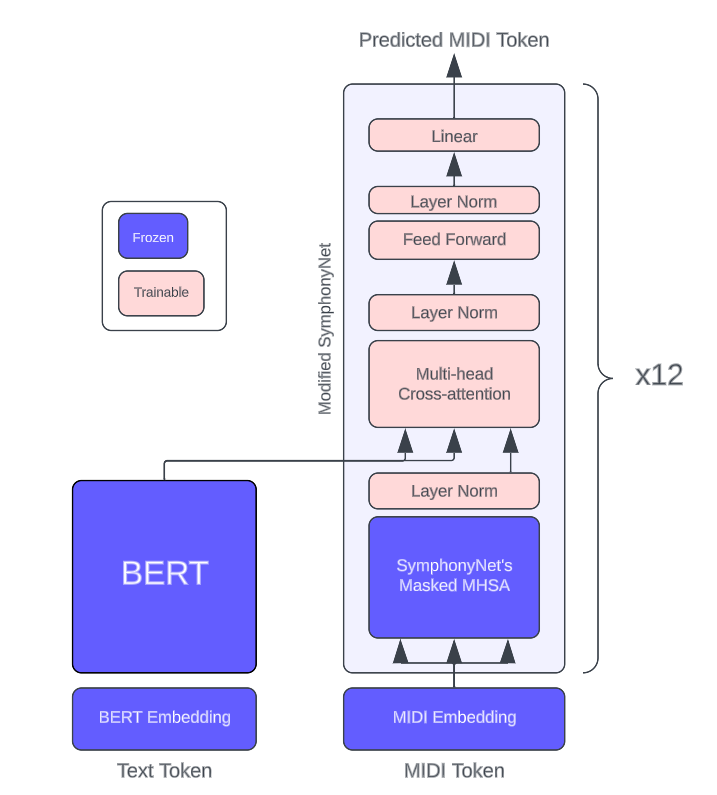 Predicted MIDI Token
Linear
Layer Norm
Feed Forward
Layer Norm
Multi-head
Cross-attention
Layer Norm
SymphonyNet's
Masked MHSA
MIDI Embedding
MIDI Token
Modified SymphonyNet
x12
Frozen
Trainable
BERT
BERT Embedding
Text Token